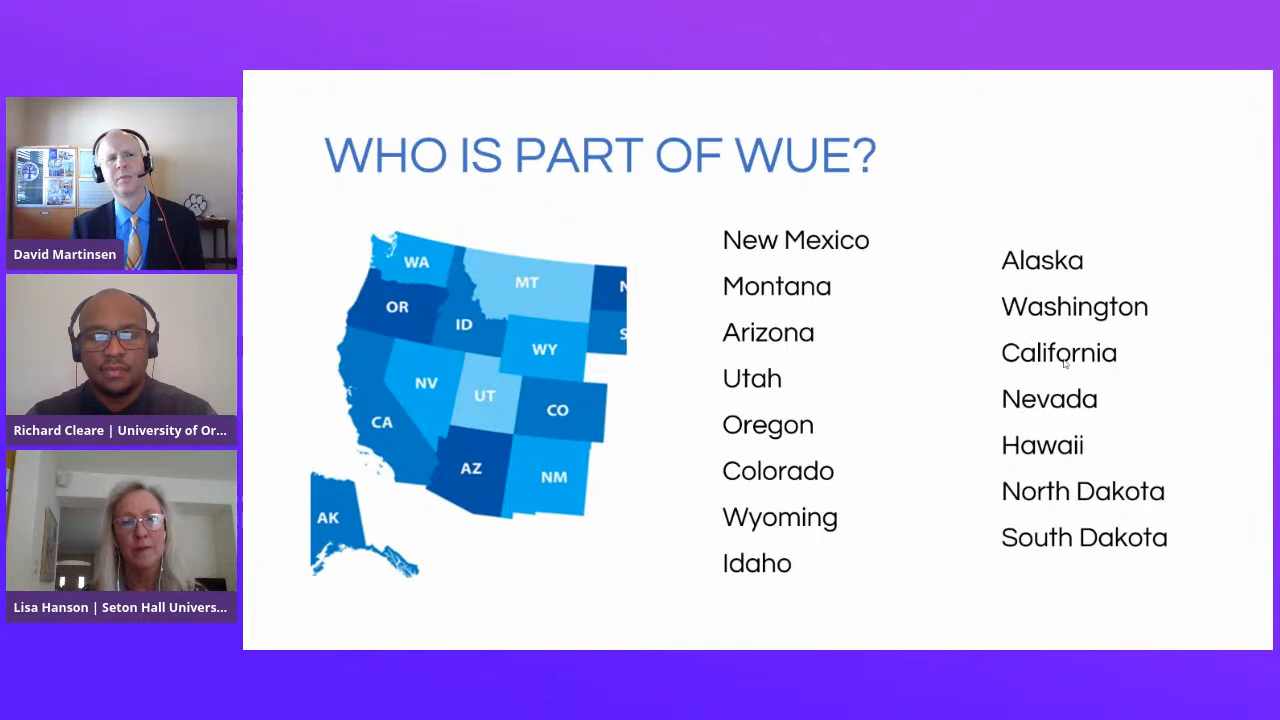 WHO IS PART OF WUE?
David Martinsen
Richard Cleare | University of Or...
Lisa Hanson | Seton Hall Univers...
WA
MT
N
OR
ID
S
WY
NV
UT
CO
CA
AZ
NM
AK
New Mexico
Montana
Arizona
Utah
Oregon
Colorado
Wyoming
Idaho
Alaska
Washington
California
Nevada
Hawaii
North Dakota
South Dakota